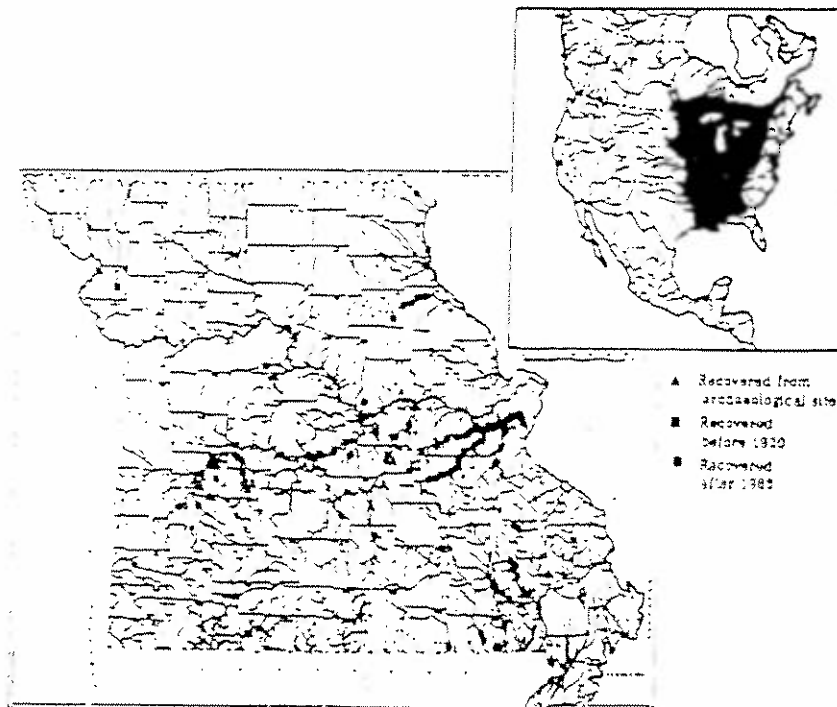 Recovered from
archaeological site
Recovered
before 1920
Recovered
after 1985